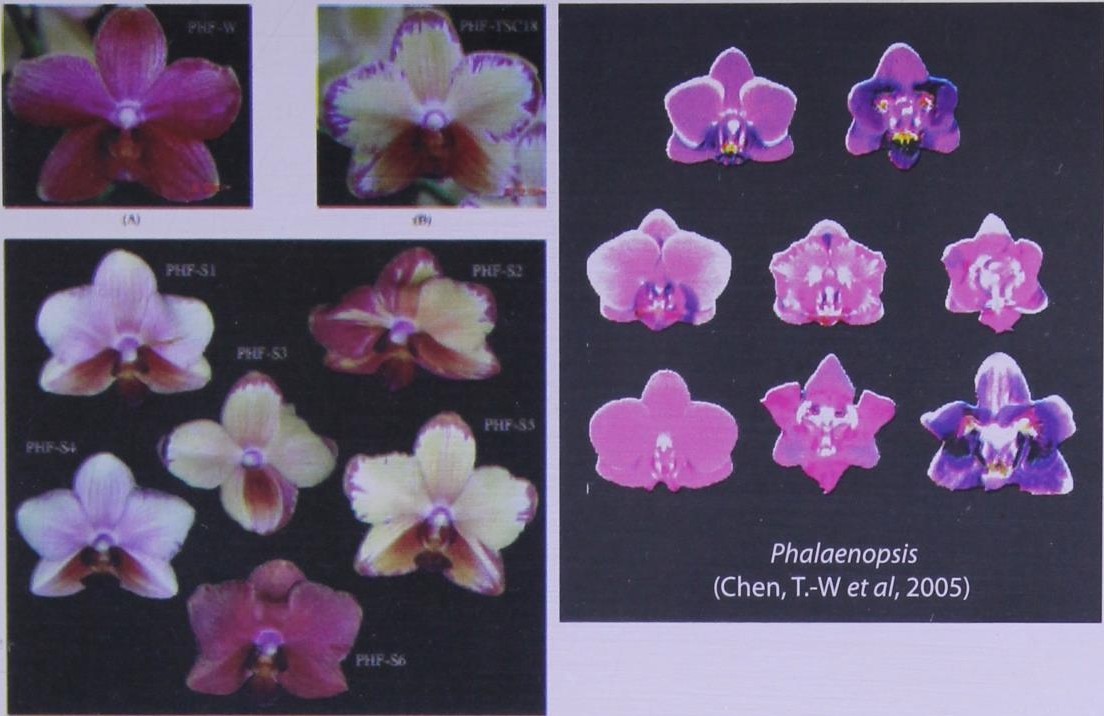 PHF-W
PHF-TSC18
(A)
(B)
PHF-S1
PHF-S2
PHF-S3
PHF-S4
PHF-S5
PHF-S6
Phalaenopsis
(Chen, T.-W et al, 2005)